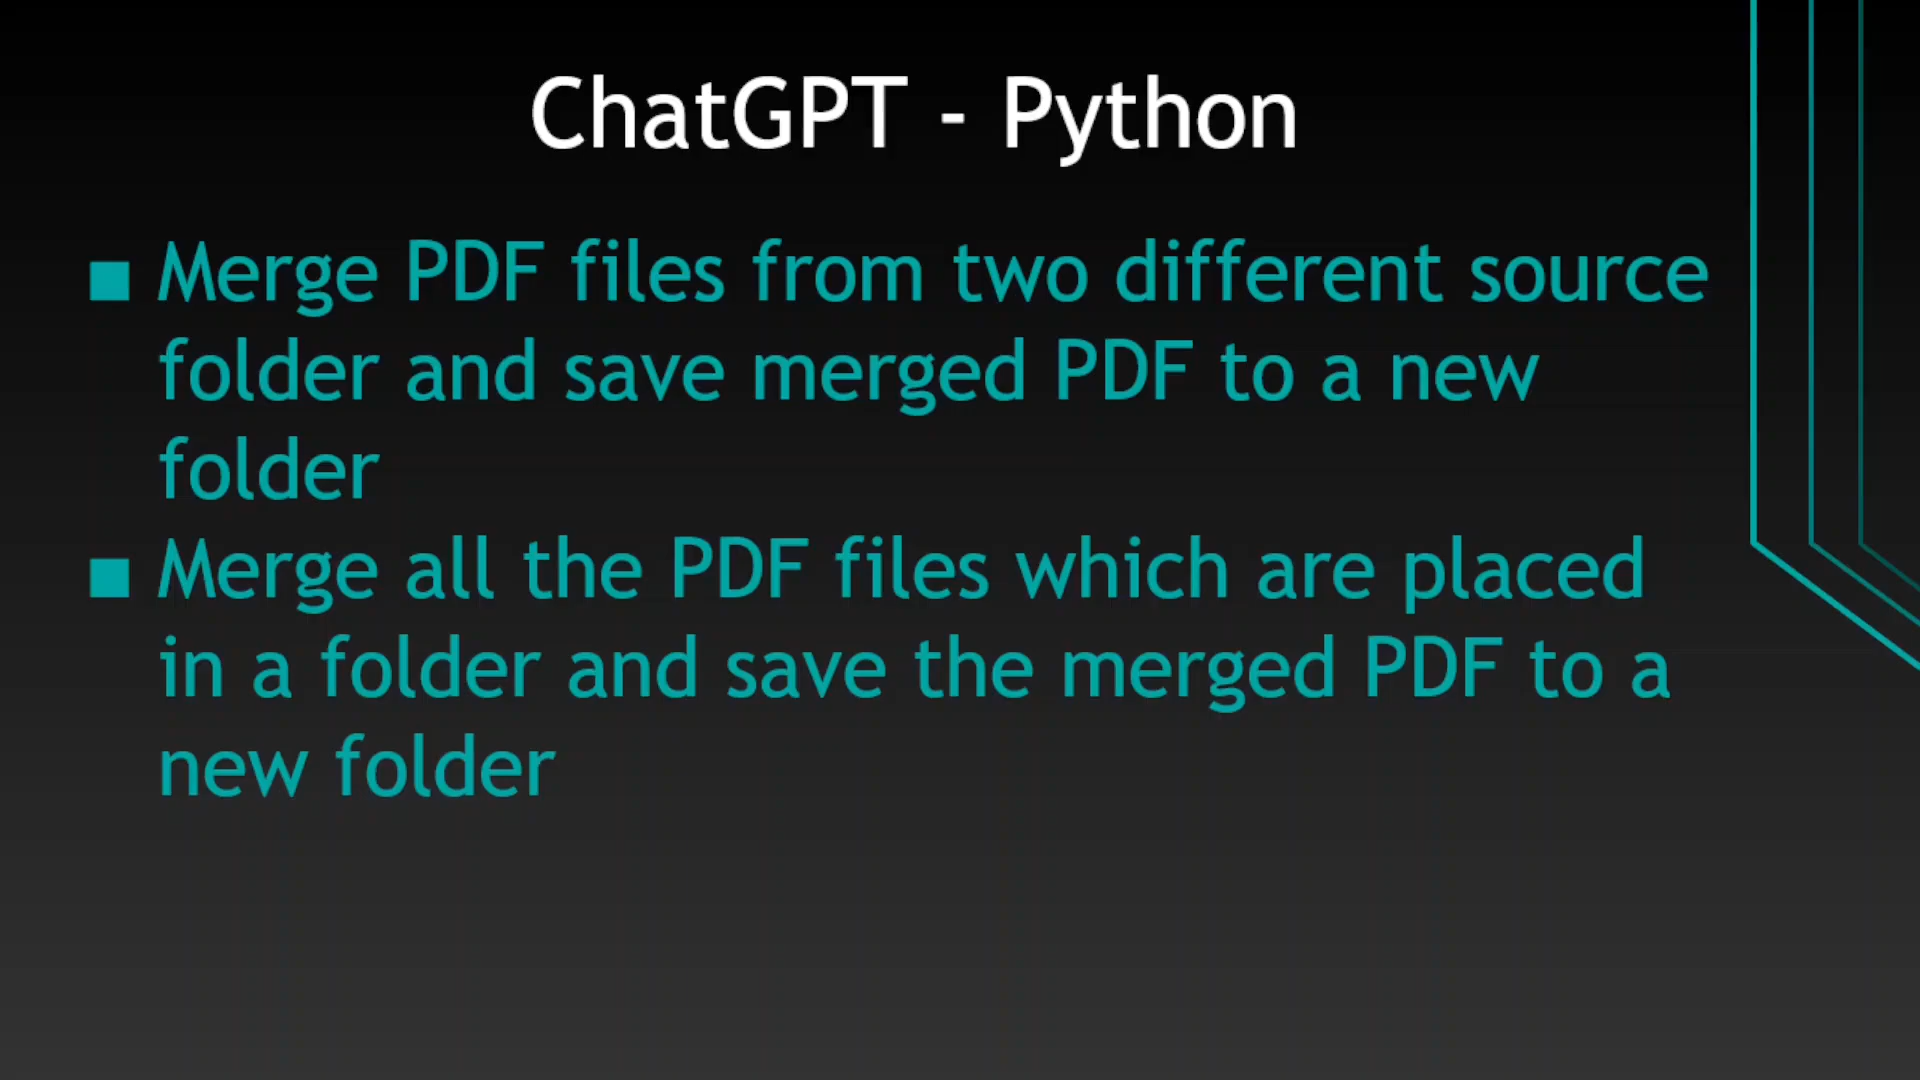 ChatGPT - Python
■ Merge PDF files from two different source
folder and save merged PDF to a new
folder
■ Merge all the PDF files which are placed
in a folder and save the merged PDF to a
new folder